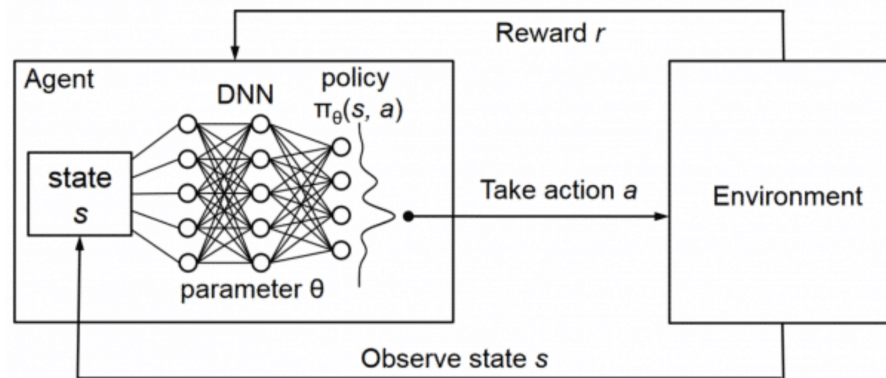 Reward r
Agent
DNN
policy
πθ(s, a)
state
s
parameter θ
Take action a
Environment
Observe state s